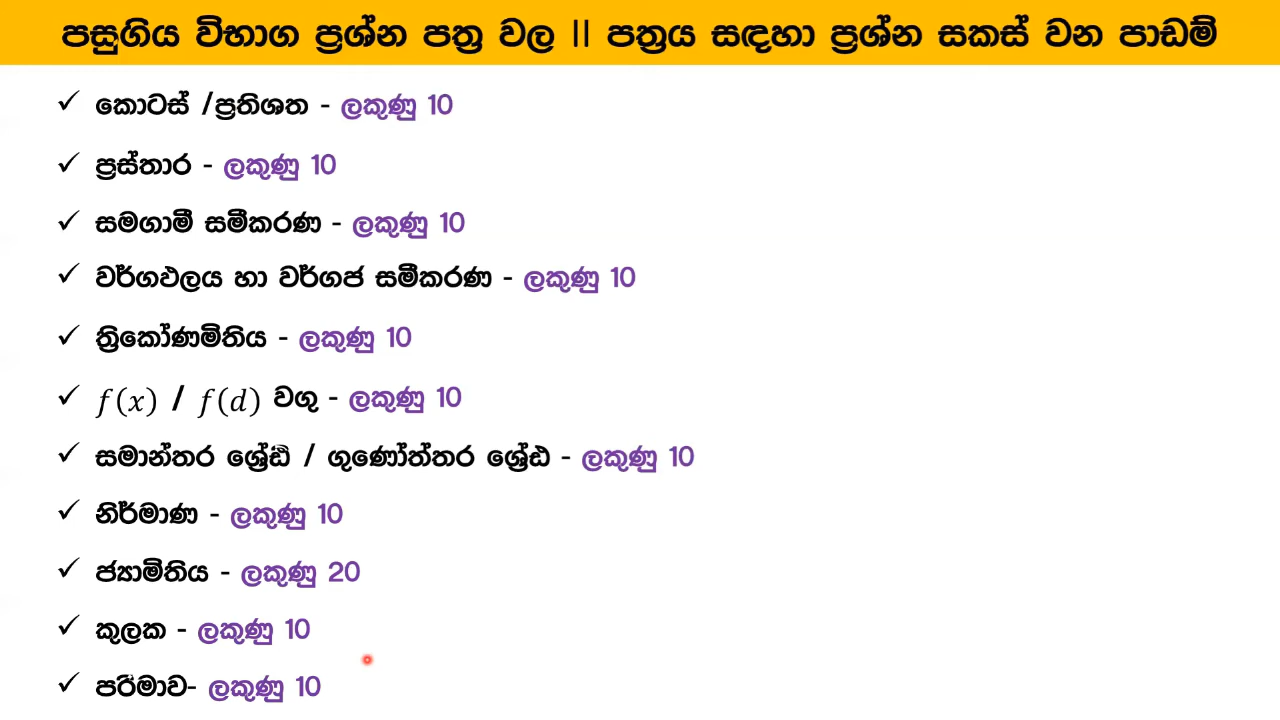 පසුගිය විභාග ප්‍රශ්න පත්‍ර වල || පත්‍රය සඳහා ප්‍රශ්න සකස් වන පාඩම්
✓ කොටස් /ප්‍රතිශත - ලකුණු 10
✓ ප්‍රස්තාර - ලකුණු 10
✓ සමගාමී සමීකරණ - ලකුණු 10
✓ වර්ගඵලය හා වර්ගජ සමීකරණ - ලකුණු 10
✓ ත්‍රිකෝණමිතිය - ලකුණු 10
✓ f(x) / f(d) වගු - ලකුණු 10
✓ සමාන්තර ශ්‍රේඪි / ගුණෝත්තර ශ්‍රේඪ - ලකුණු 10
✓ නිර්මාණ - ලකුණු 10
✓ ජ්‍යාමිතිය - ලකුණු 20
✓ කුලක - ලකුණු 10
✓ පරිමාව- ලකුණු 10